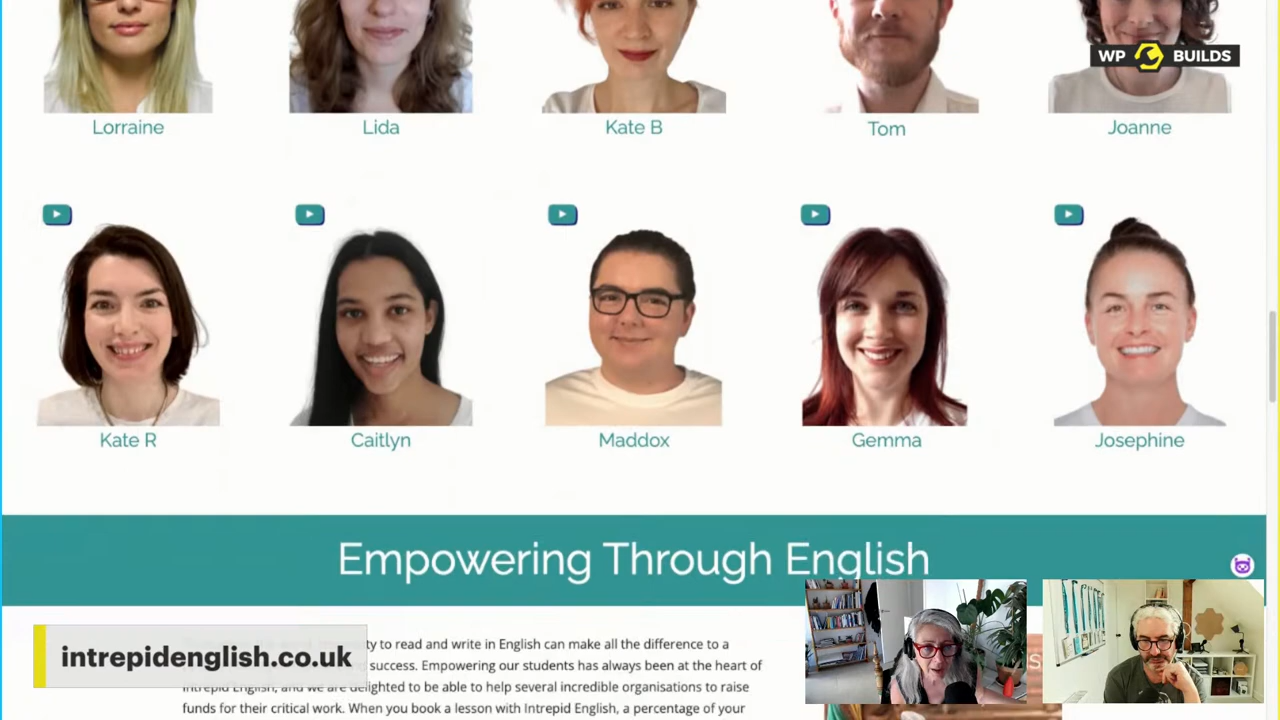 WP BUILDS
Lorraine
Lida
Kate B
Tom
Joanne
Kate R
Caitlyn
Maddox
Gemma
Josephine
Empowering Through English
to read and write in English can make all the difference to a
success. Empowering our students has always been at the heart of
Intrepid English, and we are delighted to be able to help several incredible organisations to raise
funds for their critical work. When you book a lesson with Intrepid English, a percentage of your
intrepidenglish.co.uk